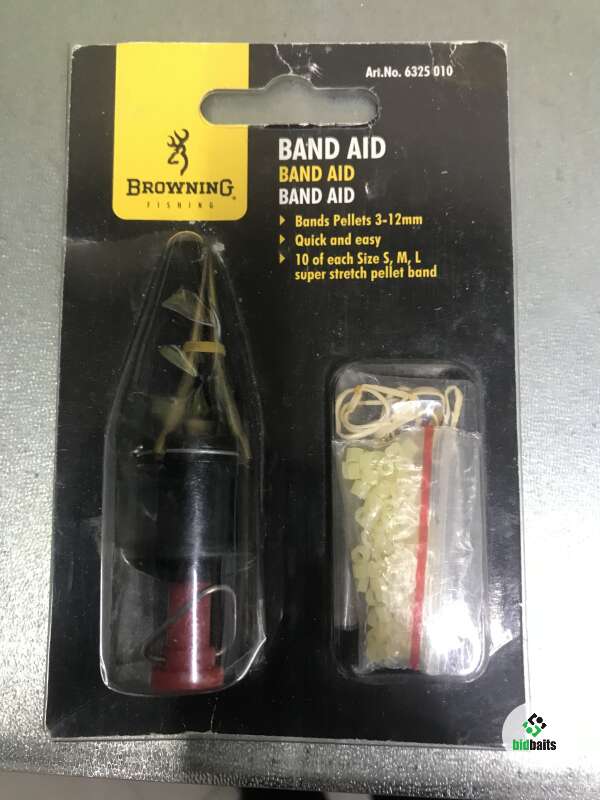 Art.No. 6325 010
BROWNING
FISHING
BAND AID
BAND AID
BAND AID
Bands Pellets 3-12mm
Quick and easy
10 of each Size S, M, L
super stretch pellet band
bidbaits